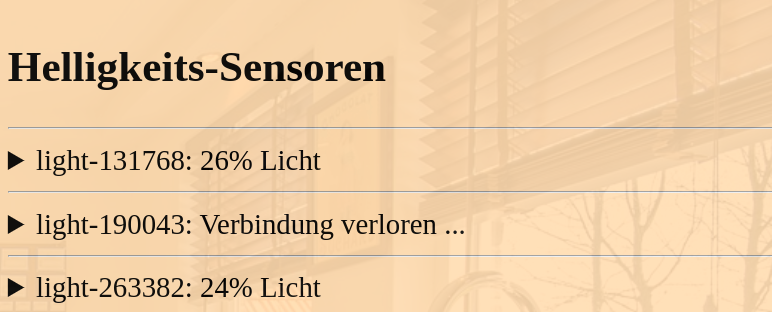 Helligkeits-Sensoren
light-131768: 26% Licht
light-190043: Verbindung verloren ...
light-263382: 24% Licht